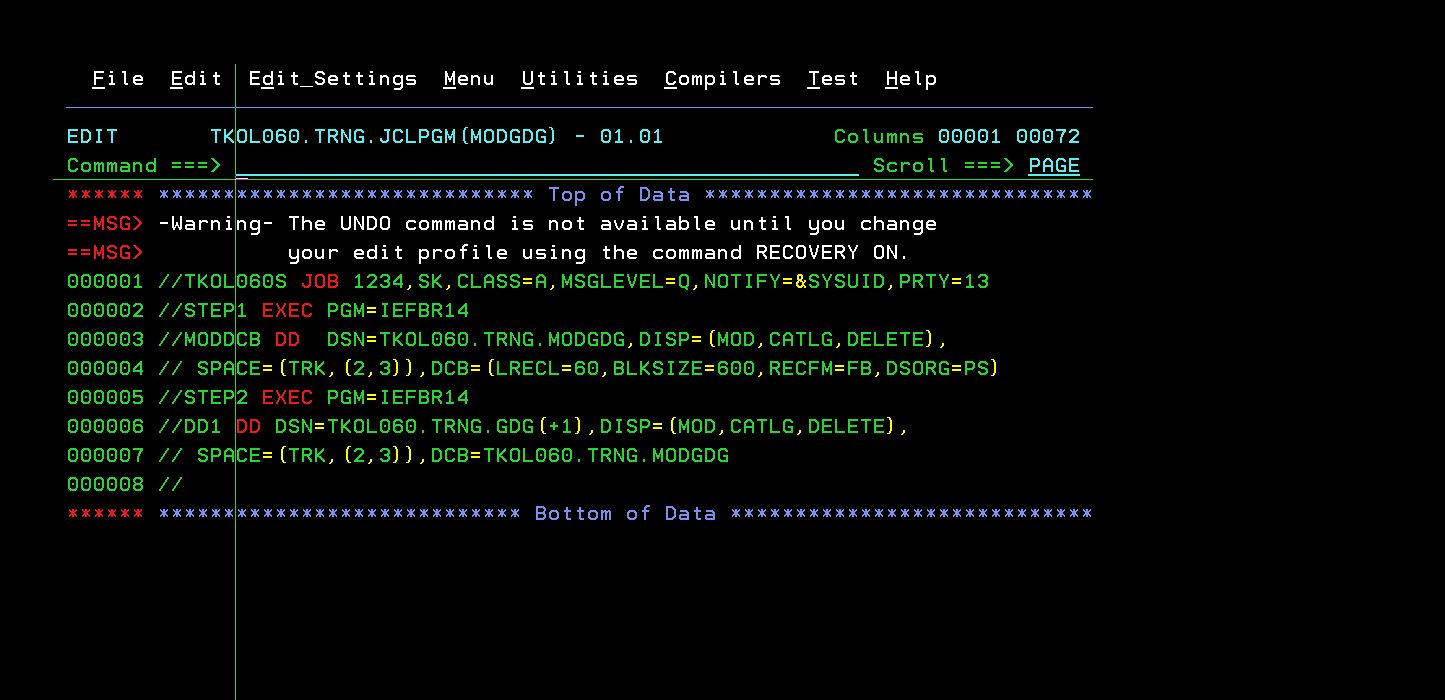 File  Edit  Edit_Settings  Menu  Utilities  Compilers  Test  Help
EDIT       TKOL060.TRNG.JCLPGM(MODGDG) - 01.01             Columns 00001 00072
Command ===>                                                  Scroll ===> PAGE
****** ***************************** Top of Data ******************************
==MSG> -Warning- The UNDO command is not available until you change
==MSG>           your edit profile using the command RECOVERY ON.
000001 //TKOL060S JOB 1234,SK,CLASS=A,MSGLEVEL=Q,NOTIFY=&SYSUID,PRTY=13
000002 //STEP1 EXEC PGM=IEFBR14
000003 //MODDCB DD  DSN=TKOL060.TRNG.MODGDG,DISP=(MOD,CATLG,DELETE),
000004 // SPACE=(TRK,(2,3)),DCB=(LRECL=60,BLKSIZE=600,RECFM=FB,DSORG=PS)
000005 //STEP2 EXEC PGM=IEFBR14
000006 //DD1 DD DSN=TKOL060.TRNG.GDG(+1),DISP=(MOD,CATLG,DELETE),
000007 // SPACE=(TRK,(2,3)),DCB=TKOL060.TRNG.MODGDG
000008 //
****** **************************** Bottom of Data ****************************